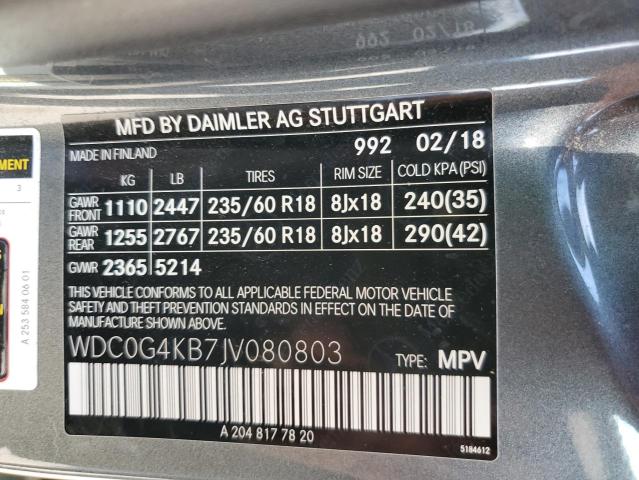 992 02/18
MFD BY DAIMLER AG STUTTGART
MADE IN FINLAND 992 02/18
KG LB TIRES RIM SIZE COLD KPA(PSI)
GAWR FRONT 1110 2447 235/60 R18 8Jx18 240(35)
GAWR REAR 1255 2767 235/60 R18 8Jx18 290(42)
GVWR 2365 5214
THIS VEHICLE CONFORMS TO ALL APPLICABLE FEDERAL MOTOR VEHICLE
SAFETY AND THEFT PREVENTION STANDARDS IN EFFECT ON THE DATE
OF MANUFACTURE SHOWN ABOVE.
WDC0G4KB7JV080803 TYPE: MPV
A 204 817 78 20
5184612
3
A 253 584 06 01